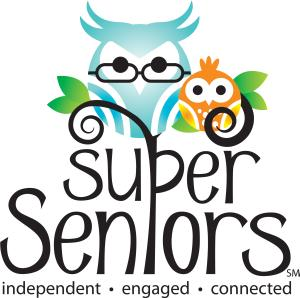 super
Seniors
SM
independent • engaged • connected